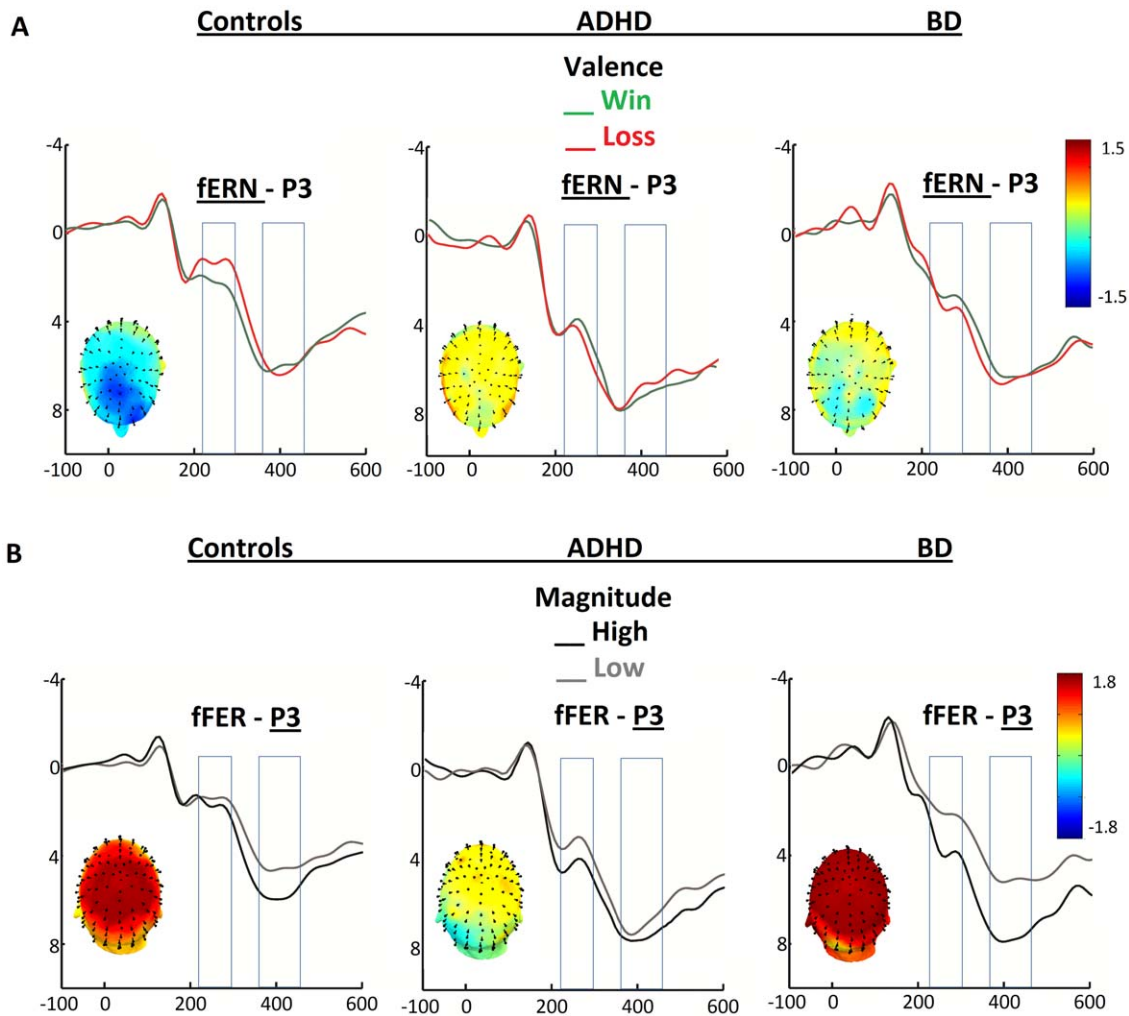 A
Controls ADHD BD
Valence
__ Win
__ Loss
fERN - P3 fERN - P3 fERN - P3
-4 -4 -4
0 0 0
4 4 4
8 8 8
-100 0 200 400 600
-100 0 200 400 600
-100 0 200 400 600
1.5
-1.5
B
Controls ADHD BD
Magnitude
__ High
__ Low
fFER - P3 fFER - P3 fFER - P3
-4 -4 -4
0 0 0
4 4 4
8 8 8
-100 0 200 400 600
-100 0 200 400 600
-100 0 200 400 600
1.8
-1.8